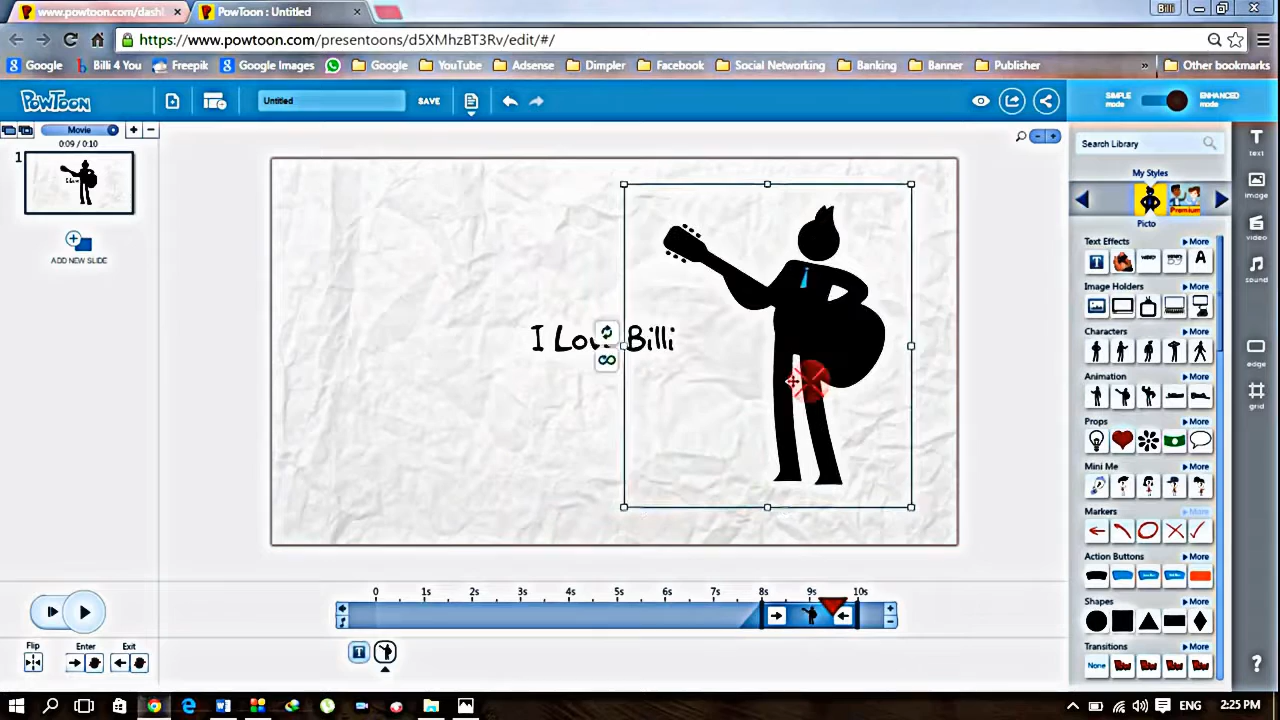 www.powtoon.com/dashl
PowToon : Untitled
Billi
https://www.powtoon.com/presentoons/d5XMhzBT3Rv/edit/#/
Google
Billi 4 You
Freepik
Google Images
Google
YouTube
Adsense
Dimpler
Facebook
Social Networking
Banking
Banner
Publisher
»
Other bookmarks
POWTOON
Untitled
SAVE
SIMPLE mode
ENHANCED mode
Movie
0:09 / 0:10
1
ADD NEW SLIDE
I Love Billi
Search Library
My Styles
Premium
Picto
Text Effects
More
Image Holders
More
Characters
More
Animation
More
Props
More
Mini Me
More
Markers
More
Action Buttons
More
Shapes
More
Transitions
More
None
text
image
video
sound
edge
grid
?
0 1s 2s 3s 4s 5s 6s 7s 8s 9s 10s
Flip
Enter
Exit
ENG
2:25 PM